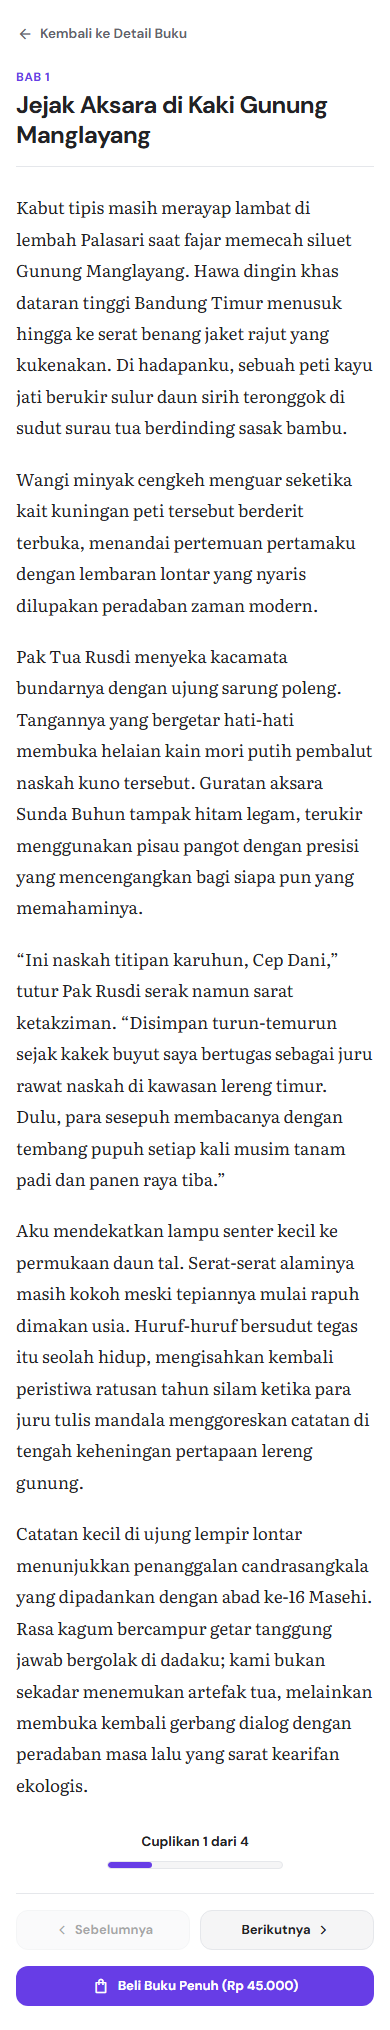 Kembali ke Detail Buku
BAB 1
Jejak Aksara di Kaki Gunung
Manglayang
Kabut tipis masih merayap lambat di
lembah Palasari saat fajar memecah siluet
Gunung Manglayang. Hawa dingin khas
dataran tinggi Bandung Timur menusuk
hingga ke serat benang jaket rajut yang
kukenakan. Di hadapanku, sebuah peti kayu
jati berukir sulur daun sirih teronggok di
sudut surau tua berdinding sasak bambu.
Wangi minyak cengkeh menguar seketika
kait kuningan peti tersebut berderit
terbuka, menandai pertemuan pertamaku
dengan lembaran lontar yang nyaris
dilupakan peradaban zaman modern.
Pak Tua Rusdi menyeka kacamata
bundarnya dengan ujung sarung poleng.
Tangannya yang bergetar hati-hati
membuka helaian kain mori putih pembalut
naskah kuno tersebut. Guratan aksara
Sunda Buhun tampak hitam legam, terukir
menggunakan pisau pangot dengan presisi
yang mencengangkan bagi siapa pun yang
memahaminya.
“Ini naskah titipan karuhun, Cep Dani,”
tutur Pak Rusdi serak namun sarat
ketakziman. “Disimpan turun-temurun
sejak kakek buyut saya bertugas sebagai juru
rawat naskah di kawasan lereng timur.
Dulu, para sesepuh membacanya dengan
tembang pupuh setiap kali musim tanam
padi dan panen raya tiba.”
Aku mendekatkan lampu senter kecil ke
permukaan daun tal. Serat-serat alaminya
masih kokoh meski tepiannya mulai rapuh
dimakan usia. Huruf-huruf bersudut tegas
itu seolah hidup, mengisahkan kembali
peristiwa ratusan tahun silam ketika para
juru tulis mandala menggoreskan catatan di
tengah keheningan pertapaan lereng
gunung.
Catatan kecil di ujung lempir lontar
menunjukkan penanggalan candrasangkala
yang dipadankan dengan abad ke-16 Masehi.
Rasa kagum bercampur getar tanggung
jawab bergolak di dadaku; kami bukan
sekadar menemukan artefak tua, melainkan
membuka kembali gerbang dialog dengan
peradaban masa lalu yang sarat kearifan
ekologis.
Cuplikan 1 dari 4
Sebelumnya
Berikutnya
Beli Buku Penuh (Rp 45.000)